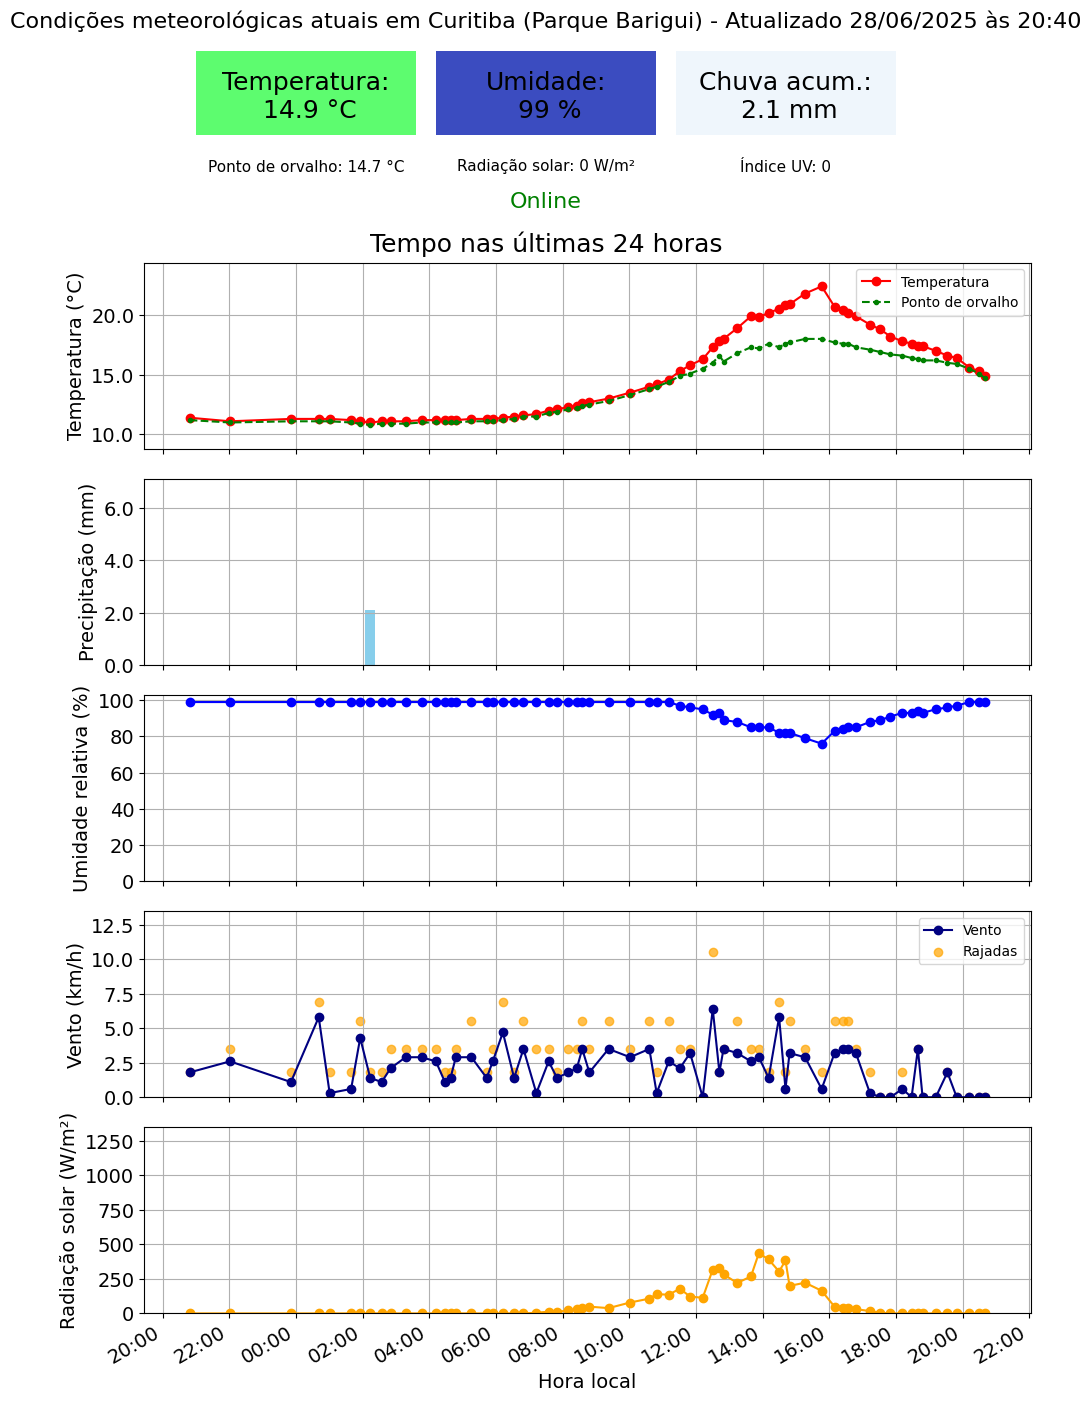 Condições meteorológicas atuais em Curitiba (Parque Barigui) - Atualizado 28/06/2025 às 20:40
Temperatura:
14.9 °C
Umidade:
99 %
Chuva acum.:
2.1 mm
Ponto de orvalho: 14.7 °C
Radiação solar: 0 W/m²
Índice UV: 0
Online
Tempo nas últimas 24 horas
Temperatura (°C)
20.0
15.0
10.0
Temperatura
Ponto de orvalho
Precipitação (mm)
6.0
4.0
2.0
0.0
Umidade relativa (%)
100
80
60
40
20
0
Vento (km/h)
12.5
10.0
7.5
5.0
2.5
0.0
Vento
Rajadas
Radiação solar (W/m²)
1250
1000
750
500
250
0
20:00
22:00
00:00
02:00
04:00
06:00
08:00
10:00
12:00
14:00
16:00
18:00
20:00
22:00
Hora local